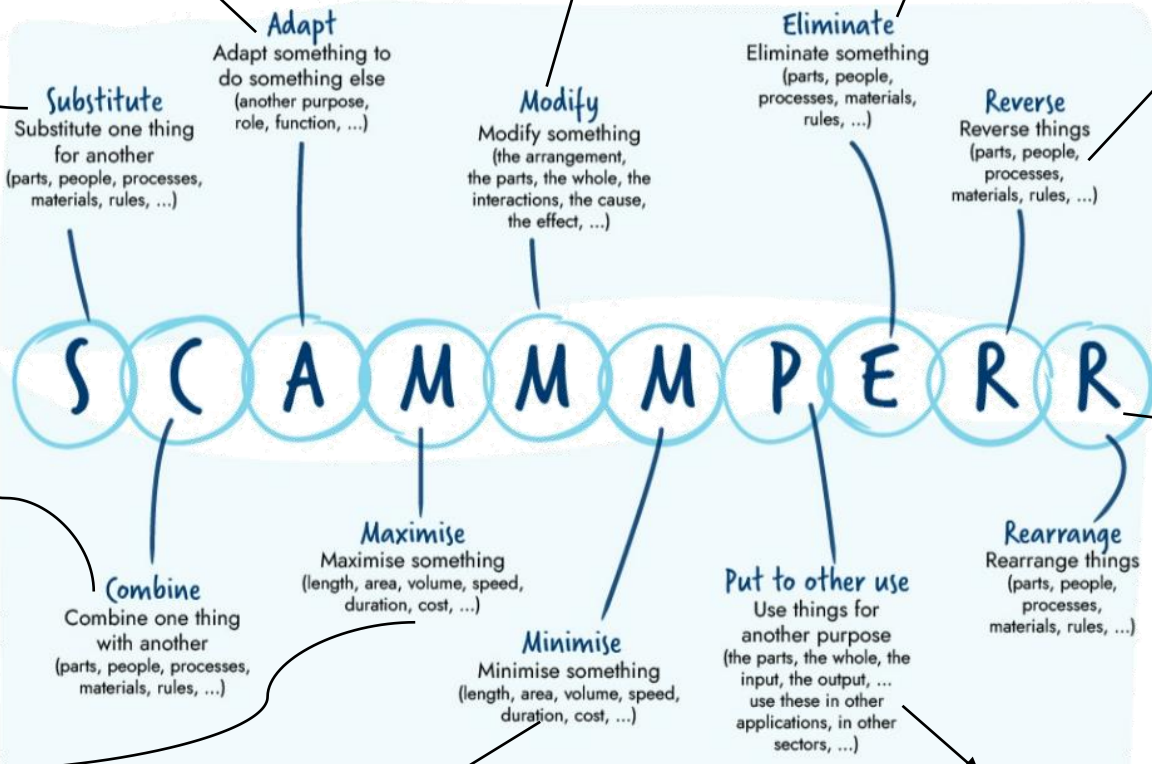 Substitute
Substitute one thing
for another
(parts, people, processes,
materials, rules, ...)
Adapt
Adapt something to
do something else
(another purpose,
role, function, ...)
Modify
Modify something
(the arrangement,
the parts, the whole, the
interactions, the cause,
the effect, ...)
Eliminate
Eliminate something
(parts, people,
processes, materials,
rules, ...)
Reverse
Reverse things
(parts, people,
processes,
materials, rules, ...)
S C A M M M P E R R
Combine
Combine one thing
with another
(parts, people, processes,
materials, rules, ...)
Maximise
Maximise something
(length, area, volume, speed,
duration, cost, ...)
Minimise
Minimise something
(length, area, volume, speed,
duration, cost, ...)
Put to other use
Use things for
another purpose
(the parts, the whole, the
input, the output, ...
use these in other
applications, in other
sectors, ...)
Rearrange
Rearrange things
(parts, people,
processes,
materials, rules, ...)